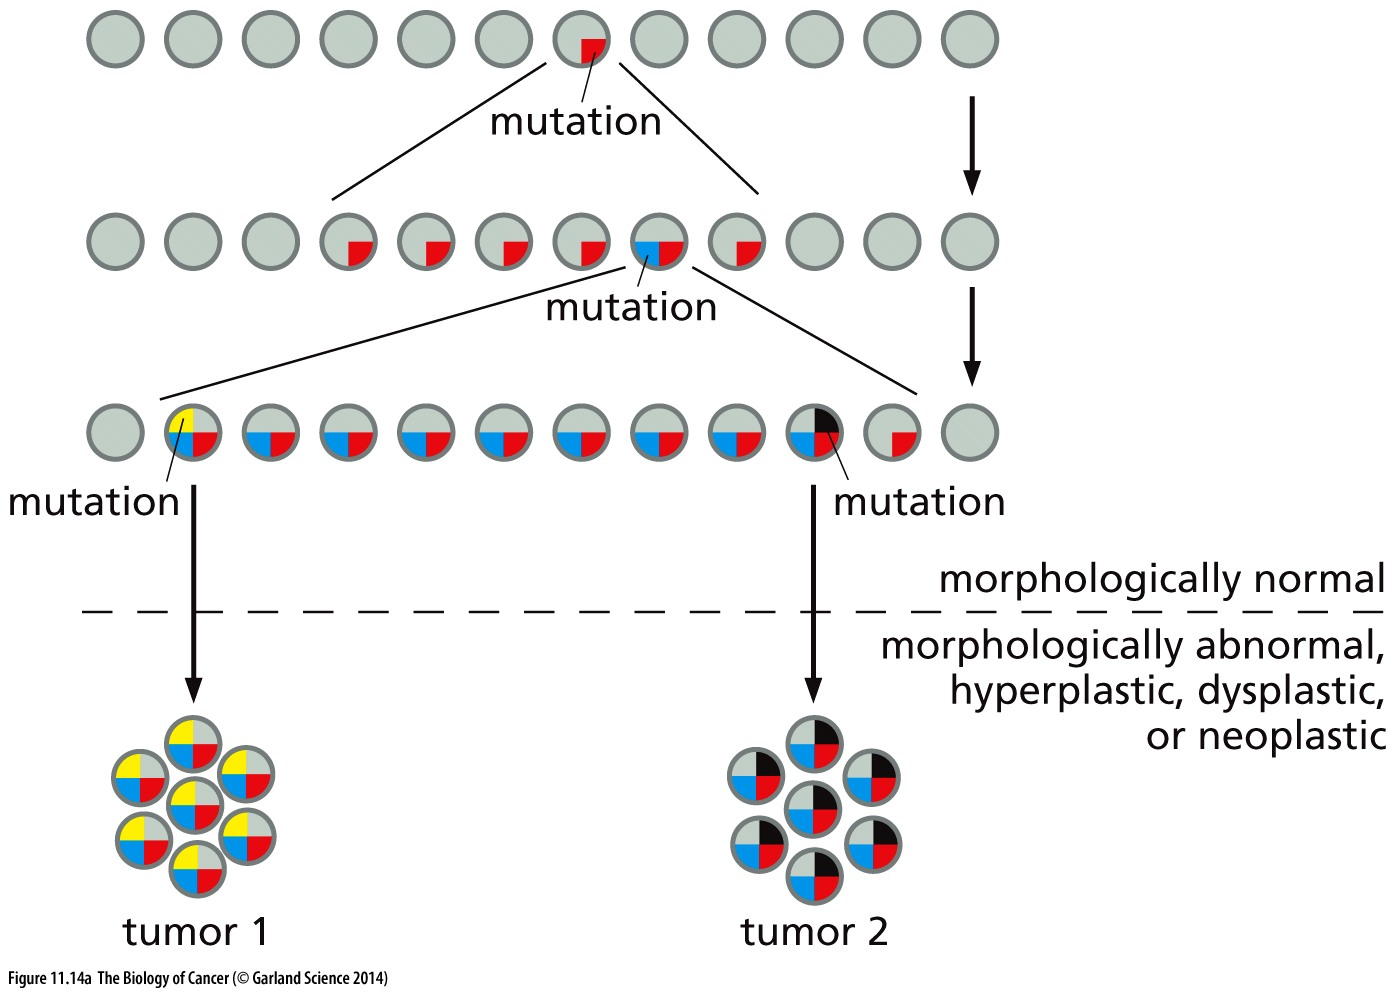 mutation
mutation
mutation
mutation
morphologically normal
morphologically abnormal,
hyperplastic, dysplastic,
or neoplastic
tumor 1
tumor 2
Figure 11.14a The Biology of Cancer (© Garland Science 2014)